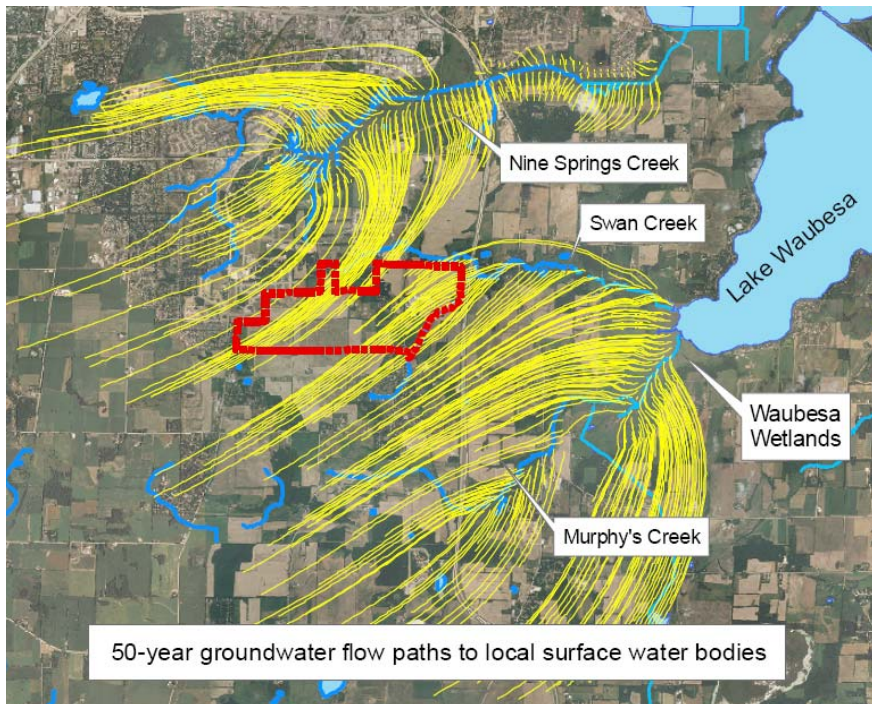 Nine Springs Creek
Swan Creek
Lake Waubesa
Waubesa
Wetlands
Murphy's Creek
50-year groundwater flow paths to local surface water bodies